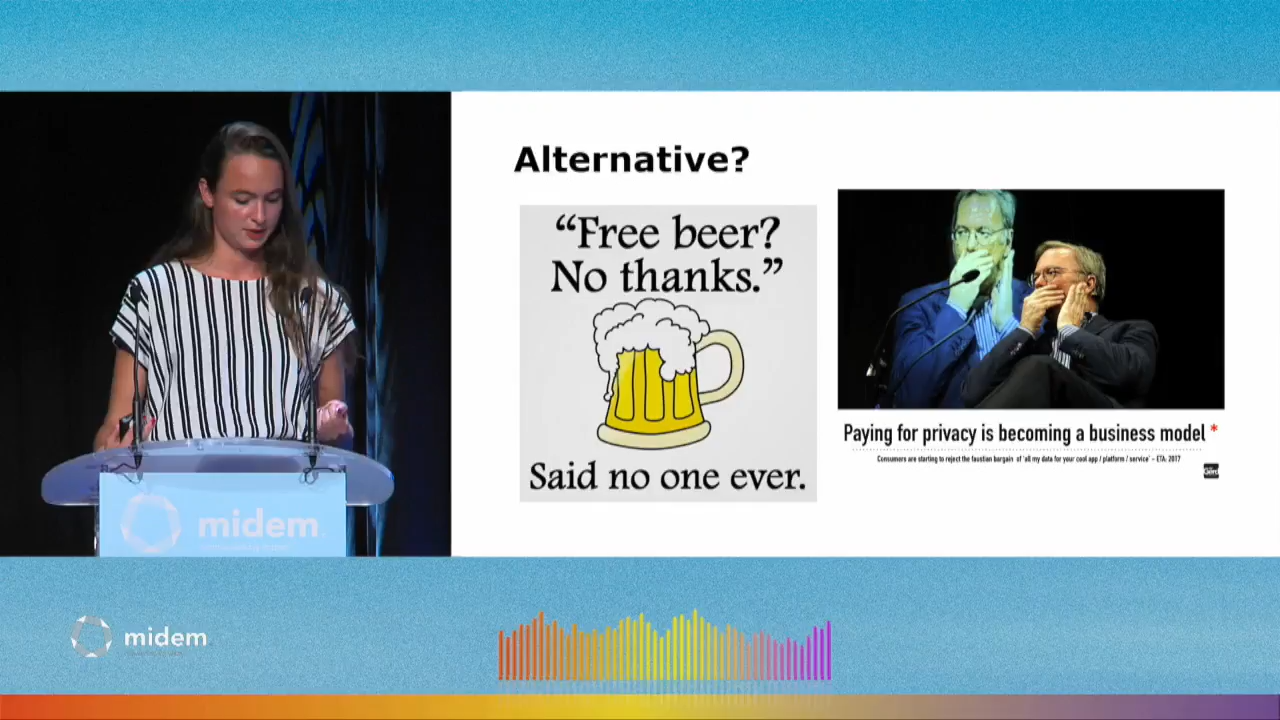 Alternative?
“Free beer?
No thanks.”
Said no one ever.
Paying for privacy is becoming a business model *
Consumers are starting to reject the faustian bargain of 'all my data for your cool app / platform / service' – ETA: 2017
Gerd
midem
midem